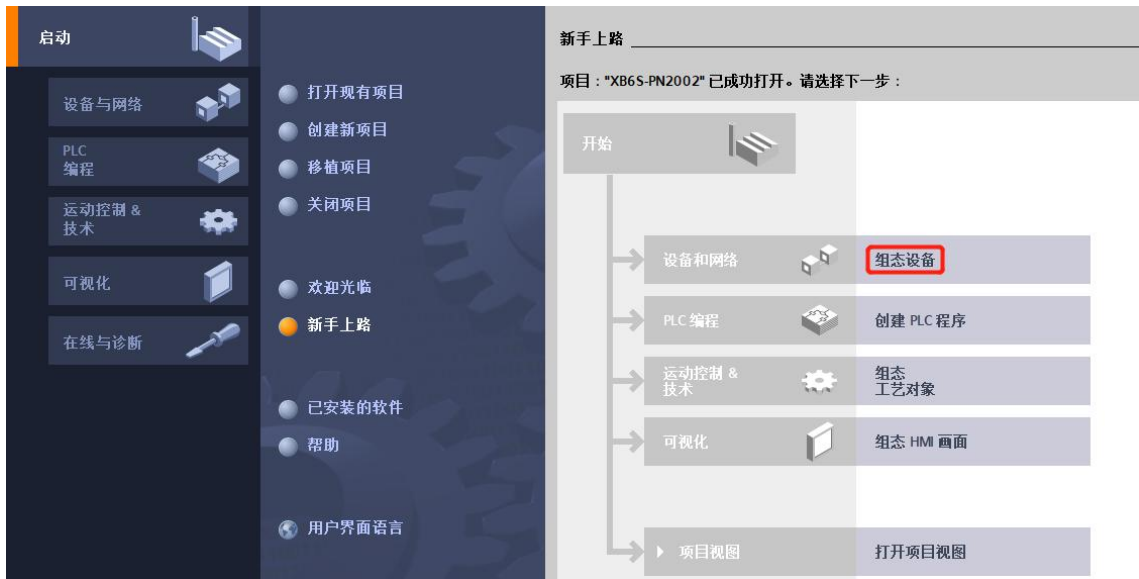 启动
设备与网络
PLC
编程
运动控制 &
技术
可视化
在线与诊断
打开现有项目
创建新项目
移植项目
关闭项目
欢迎光临
新手上路
已安装的软件
帮助
用户界面语言
新手上路
项目："XB6S-PN2002" 已成功打开。请选择下一步：
开始
设备和网络
组态设备
PLC 编程
创建 PLC 程序
运动控制 &
技术
组态
工艺对象
可视化
组态 HMI 画面
项目视图
打开项目视图